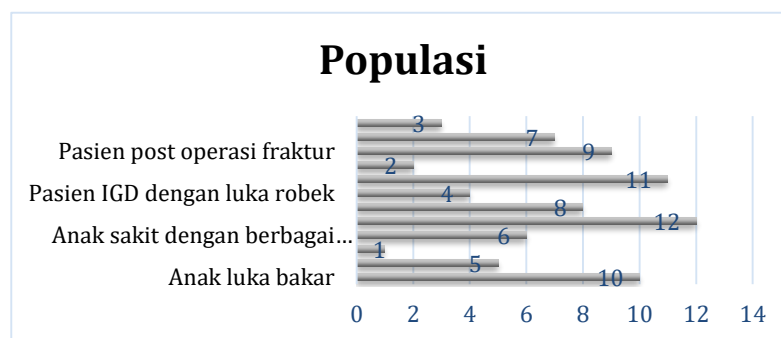 Populasi
3
7
Pasien post operasi fraktur
9
2
11
Pasien IGD dengan luka robek
4
8
12
Anak sakit dengan berbagai…
6
1
5
Anak luka bakar
10
0 2 4 6 8 10 12 14